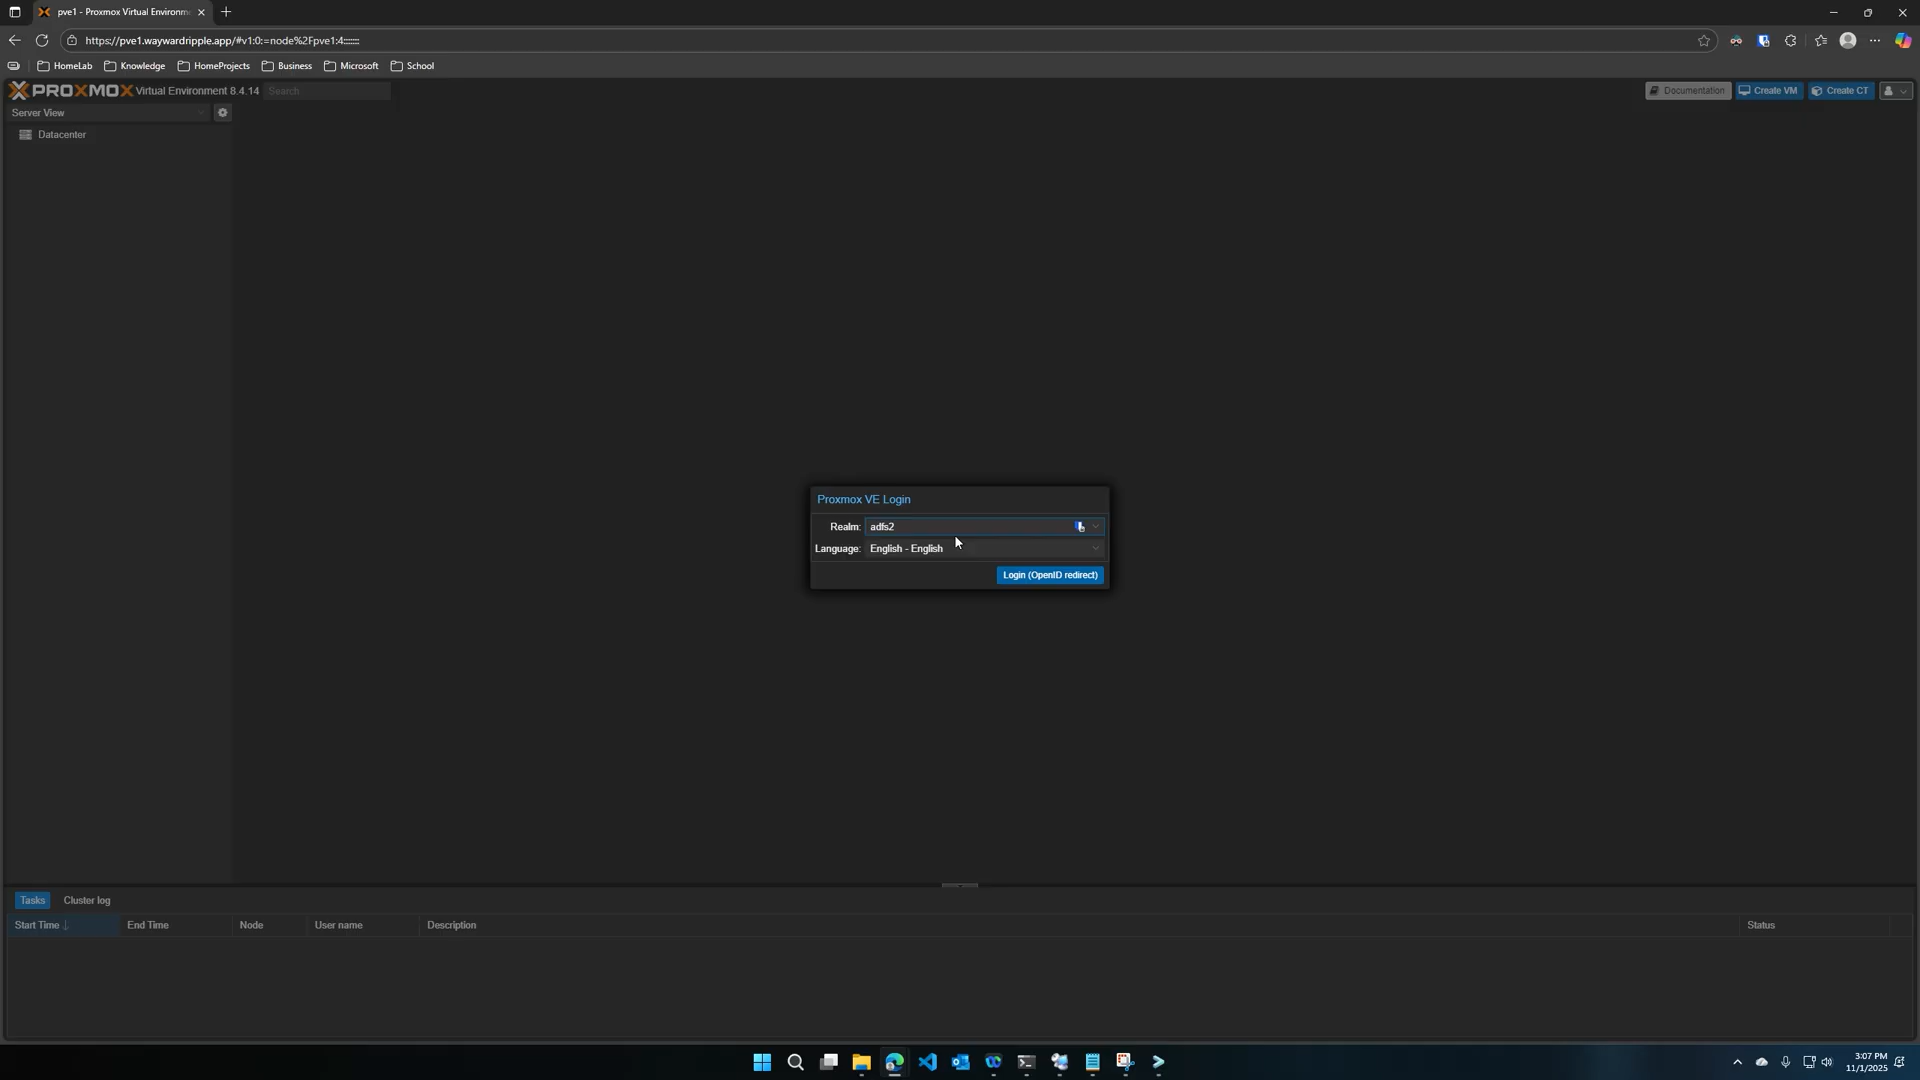 pve1 - Proxmox Virtual Environm
https://pve1.waywardripple.app/#v1:0:=node%2Fpve1:4:::::::
HomeLab Knowledge HomeProjects Business Microsoft School
PROXMOX Virtual Environment 8.4.14 Search Documentation Create VM Create CT
Server View
Datacenter
Proxmox VE Login
Realm: adfs2
Language: English - English
Login (OpenID redirect)
Tasks Cluster log
Start Time End Time Node User name Description Status
3:07 PM
11/1/2025